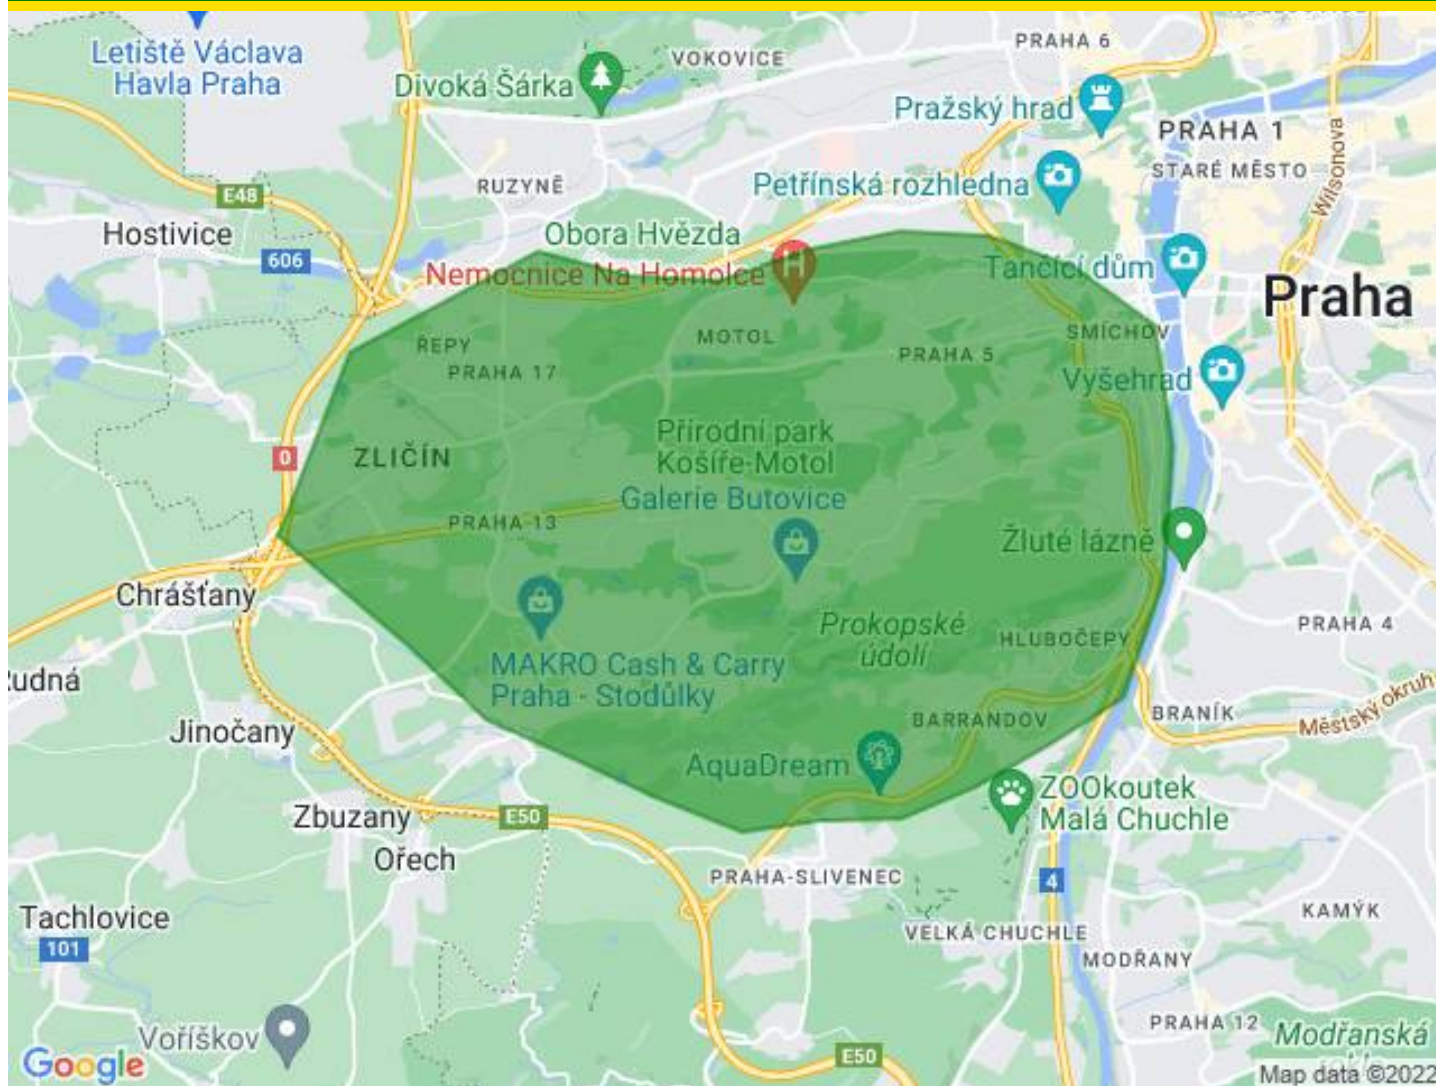 Letiště Václava
Havla Praha
Divoká Šárka
VOKOVICE
PRAHA 6
Pražský hrad
PRAHA 1
STARÉ MĚSTO
Wilsonova
E48
RUZYNĚ
Petřínská rozhledna
Hostivice
606
Obora Hvězda
Nemocnice Na Homolce
H
Tančící dům
Praha
ŘEPY
PRAHA 17
MOTOL
PRAHA 5
SMÍCHOV
Vyšehrad
0
ZLIČÍN
Přírodní park
Košíře-Motol
Galerie Butovice
PRAHA-13
Žluté lázně
Chrášťany
PRAHA 4
Prokopské
údolí
HLUBOČEPY
MAKRO Cash & Carry
Praha - Stodůlky
udná
Jinočany
BARRANDOV
BRANÍK
Městský okruh
AquaDream
ZOOkoutek
Malá Chuchle
Zbuzany
E50
Ořech
PRAHA-SLIVENEC
4
Tachlovice
101
VELKÁ CHUCHLE
KAMÝK
MODŘANY
Voříškov
PRAHA 12
Modřanská
E50
Google
Map data ©2022